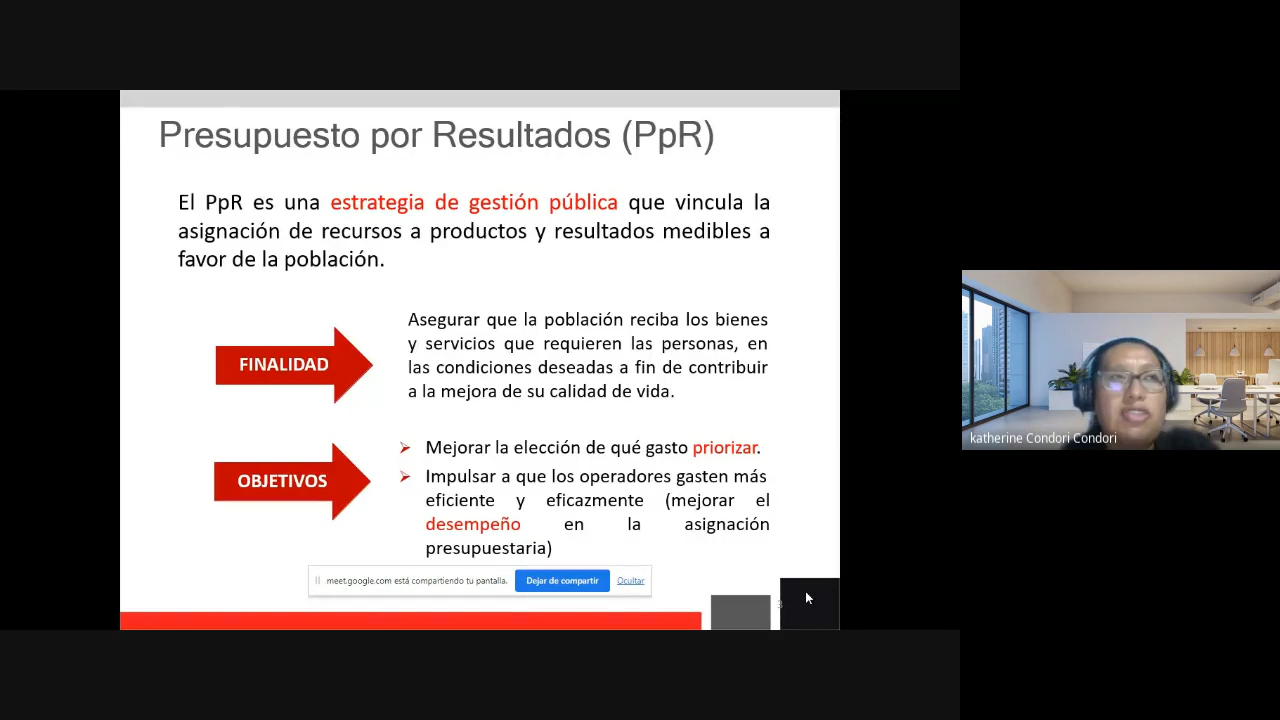 Presupuesto por Resultados (PpR)
El PpR es una estrategia de gestión pública que vincula la
asignación de recursos a productos y resultados medibles a
favor de la población.
FINALIDAD
Asegurar que la población reciba los bienes
y servicios que requieren las personas, en
las condiciones deseadas a fin de contribuir
a la mejora de su calidad de vida.
OBJETIVOS
Mejorar la elección de qué gasto priorizar.
Impulsar a que los operadores gasten más
eficiente y eficazmente (mejorar el
desempeño en la asignación
presupuestaria)
meet.google.com está compartiendo tu pantalla.
Dejar de compartir
Ocultar
katherine Condori Condori